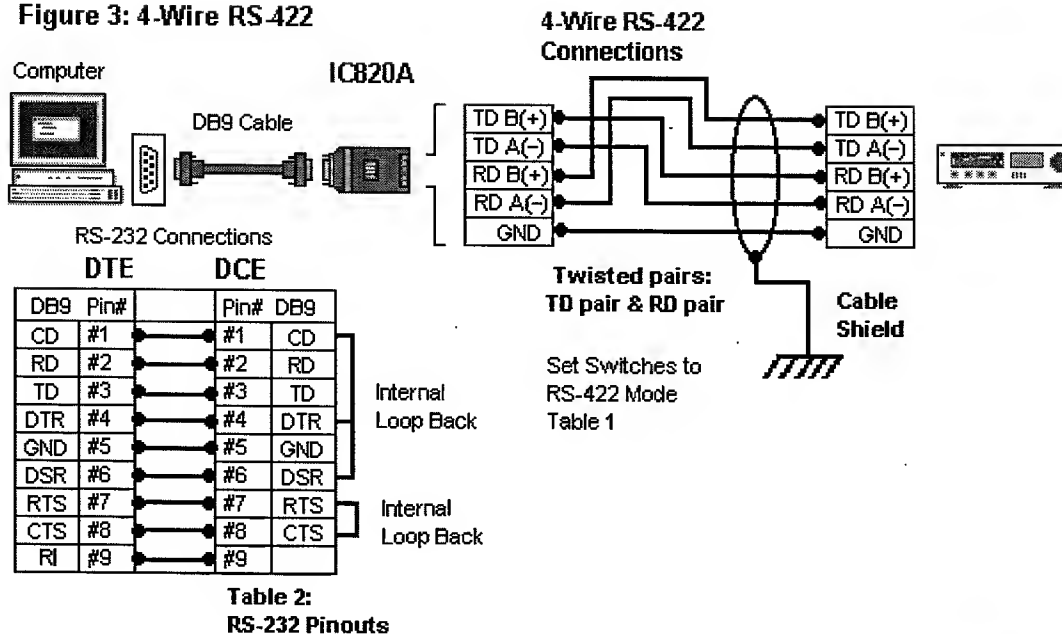 Figure 3: 4-Wire RS-422
4-Wire RS-422
Connections
Computer
IC820A
DB9 Cable
TD B(+)
TD A(-)
RD B(+)
RD A(-)
GND
TD B(+)
TD A(-)
RD B(+)
RD A(-)
GND
RS-232 Connections
DTE DCE
DB9 Pin# Pin# DB9
CD #1 #1 CD
RD #2 #2 RD
TD #3 #3 TD
DTR #4 #4 DTR
GND #5 #5 GND
DSR #6 #6 DSR
RTS #7 #7 RTS
CTS #8 #8 CTS
RI #9 #9
Internal
Loop Back
Internal
Loop Back
Twisted pairs:
TD pair & RD pair
Set Switches to
RS-422 Mode
Table 1
Cable
Shield
Table 2:
RS-232 Pinouts